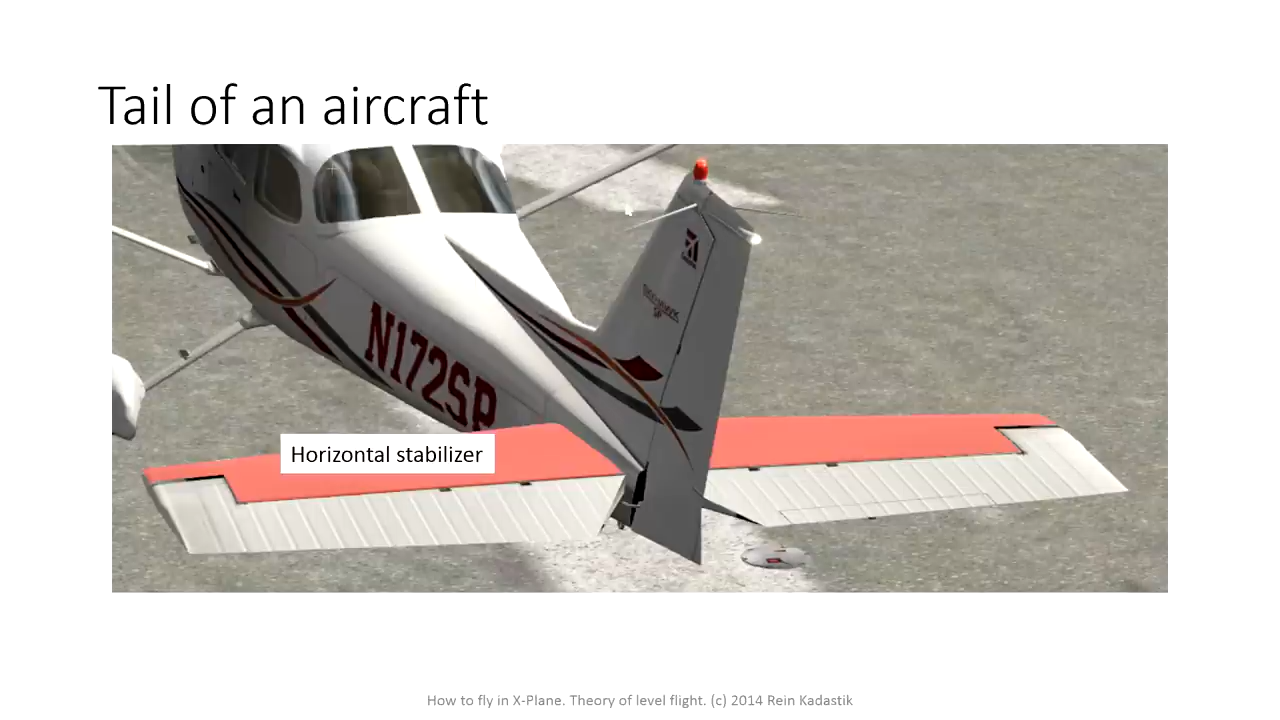 Tail of an aircraft
N172SP
Horizontal stabilizer
How to fly in X-Plane. Theory of level flight. (c) 2014 Rein Kadastik